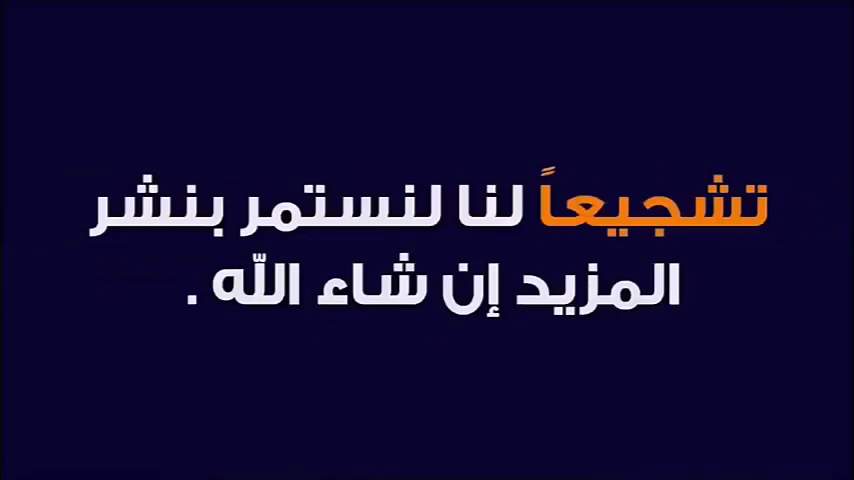 تشجيعاً لنا لنستمر بنشر
المزيد إن شاء الله .